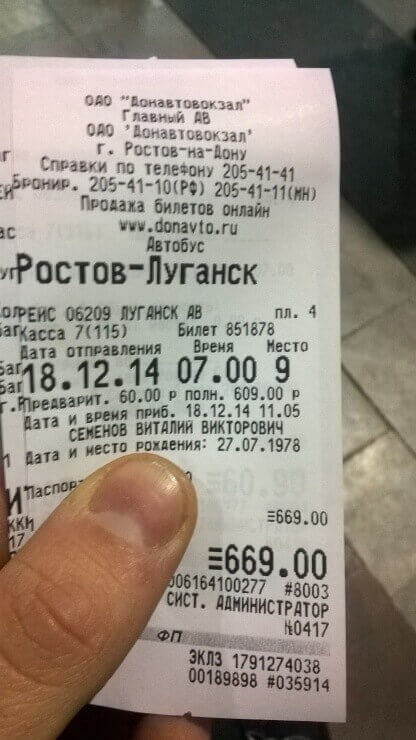 ОАО "Донавтовокзал"
Главный АВ
ОАО 'Донавтовокзал'
г. Ростов-на-Дону
Справки по телефону 205-41-41
Бронир. 205-41-10(РФ) 205-41-11(МН)
Продажа билетов онлайн
www.donavto.ru
Автобус
Ростов-Луганск
РЕЙС 06209 ЛУГАНСК АВ пл. 4
Касса 7(115) Билет 851878
Дата отправления Время Место
18.12.14 07.00 9
Предварит. 60.00 р полн. 609.00 р
Дата и время приб. 18.12.14 11.05
СЕМЕНОВ ВИТАЛИЙ ВИКТОРОВИЧ
Дата и место рождения: 27.07.1978
Паспорт
≡669.00
ККМ
≡669.00
006164100277 #8003
СИСТ. АДМИНИСТРАТОР
№0417
ФП
ЭКЛЗ 1791274038
00189898 #035914